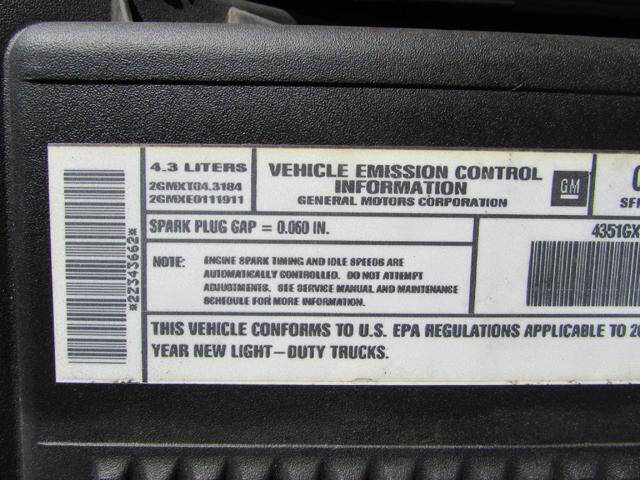 *22343662*
4.3 LITERS
2GMXT04.3184
2GMXE0111911
VEHICLE EMISSION CONTROL
INFORMATION
GENERAL MOTORS CORPORATION
GM
SFR
SPARK PLUG GAP = 0.060 IN.
4351GX
NOTE: ENGINE SPARK TIMING AND IDLE SPEEDS ARE
AUTOMATICALLY CONTROLLED. DO NOT ATTEMPT
ADJUSTMENTS. SEE SERVICE MANUAL AND MAINTENANCE
SCHEDULE FOR MORE INFORMATION.
THIS VEHICLE CONFORMS TO U.S. EPA REGULATIONS APPLICABLE TO 20
YEAR NEW LIGHT-DUTY TRUCKS.